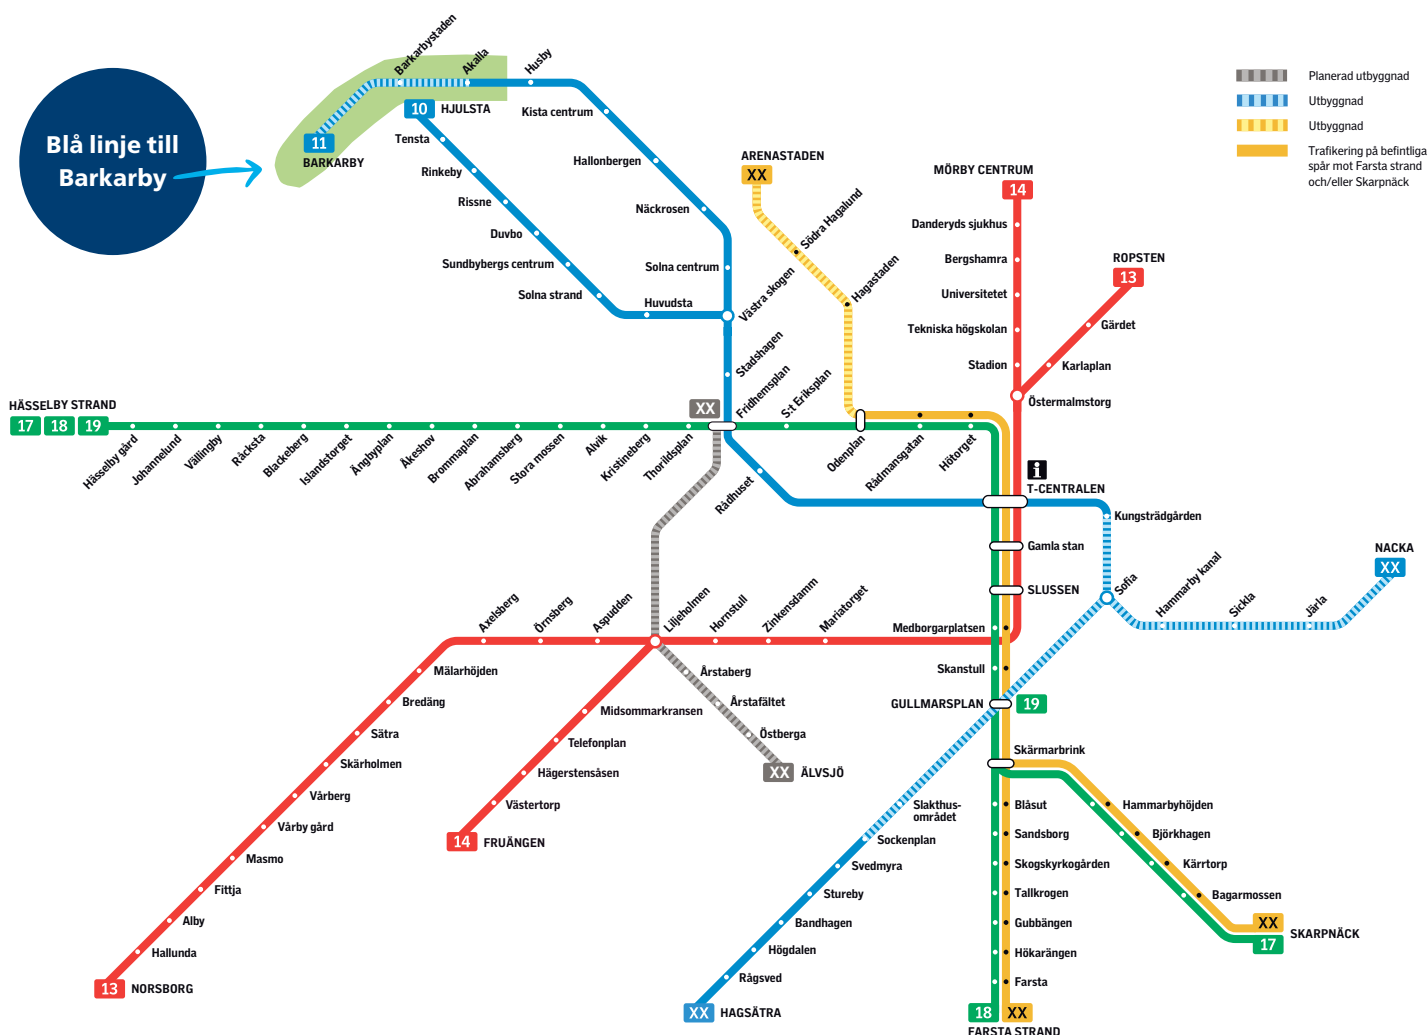 Blå linje till
Barkarby
Barkarbystaden
Akalla
Husby
10 HJULSTA
11
BARKARBY
Kista centrum
Tensta
Hallonbergen
Rinkeby
Rissne
Näckrosen
Duvbo
Sundbybergs centrum
Solna centrum
Solna strand
Huvudsta
Västra skogen
Stadshagen
Fridhemsplan
ARENASTADEN
XX
Södra Hagalund
Hagastaden
MÖRBY CENTRUM
14
Danderyds sjukhus
Bergshamra
Universitetet
Tekniska högskolan
Stadion
ROPSTEN
13
Gärdet
Karlaplan
Östermalmstorg
Planerad utbyggnad
Utbyggnad
Utbyggnad
Trafikering på befintliga
spår mot Farsta strand
och/eller Skarpnäck
HÄSSELBY STRAND
17 18 19
Hässelby gård
Johannelund
Vällingby
Råcksta
Blackeberg
Islandstorget
Ängbyplan
Åkeshov
Brommaplan
Abrahamsberg
Stora mossen
Alvik
Kristineberg
Thorildsplan
XX
S:t Eriksplan
Odenplan
Rådmansgatan
Hötorget
Rådhuset
i
T-CENTRALEN
Kungsträdgården
Gamla stan
SLUSSEN
NACKA
XX
Sofia
Hammarby kanal
Sickla
Järla
Axelsberg
Örnsberg
Aspudden
Liljeholmen
Hornstull
Zinkensdamm
Mariatorget
Medborgarplatsen
Mälarhöjden
Årstaberg
Skanstull
Bredäng
Årstafältet
GULLMARSPLAN
19
Midsommarkransen
Sätra
Östberga
Telefonplan
Skärmarbrink
Skärholmen
Hägerstensåsen
XX ÄLVSJÖ
Vårberg
Västertorp
Slakthus-
området
Blåsut
Hammarbyhöjden
Vårby gård
14 FRUÄNGEN
Sockenplan
Sandsborg
Björkhagen
Masmo
Svedmyra
Skogskyrkogården
Kärrtorp
Fittja
Stureby
Tallkrogen
Bagarmossen
Alby
Bandhagen
Gubbängen
XX
17
SKARPNÄCK
Hallunda
Högdalen
Hökarängen
13 NORSBORG
Rågsved
Farsta
XX HAGSÄTRA
18 XX
FARSTA STRAND